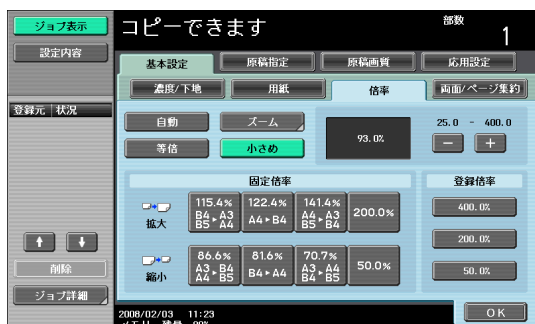 ジョブ表示
設定内容
登録元 状況
削除
ジョブ詳細
コピーできます
部数
1
基本設定
原稿指定
原稿画質
応用設定
濃度/下地
用紙
倍率
両面/ページ集約
自動
ズーム
等倍
小さめ
93.0%
25.0 - 400.0
− +
固定倍率
登録倍率
拡大
115.4%
B4▸A3
B5▸A4
122.4%
A4▸B4
141.4%
A4▸A3
B5▸B4
200.0%
縮小
86.6%
A3▸B4
A4▸B5
81.6%
B4▸A4
70.7%
A3▸A4
B4▸B5
50.0%
400.0%
200.0%
50.0%
2008/02/03 11:23
OK